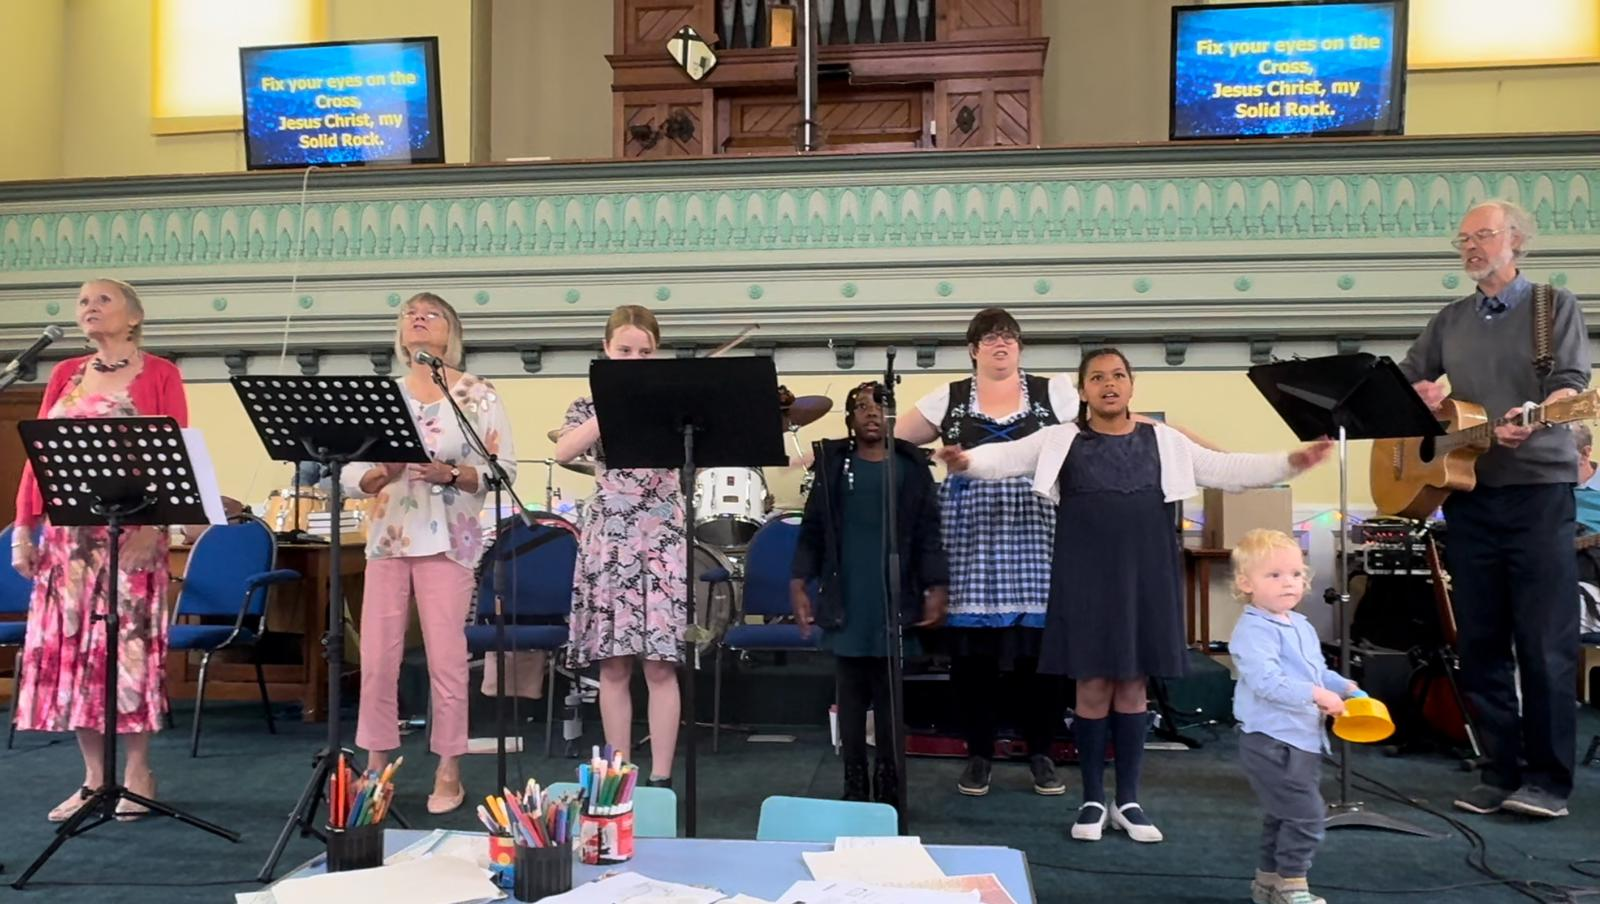 Fix your eyes on the
Cross,
Jesus Christ, my
Solid Rock.
Fix your eyes on the
Cross,
Jesus Christ, my
Solid Rock.